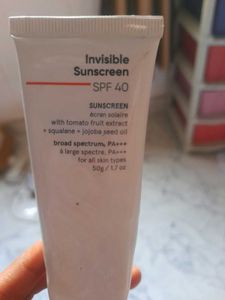 Invisible
Sunscreen
SPF 40
SUNSCREEN
écran solaire
with tomato fruit extract
+ squalane + jojoba seed oil
broad spectrum, PA+++
à large spectre, PA+++
for all skin types
50g / 1.7 oz